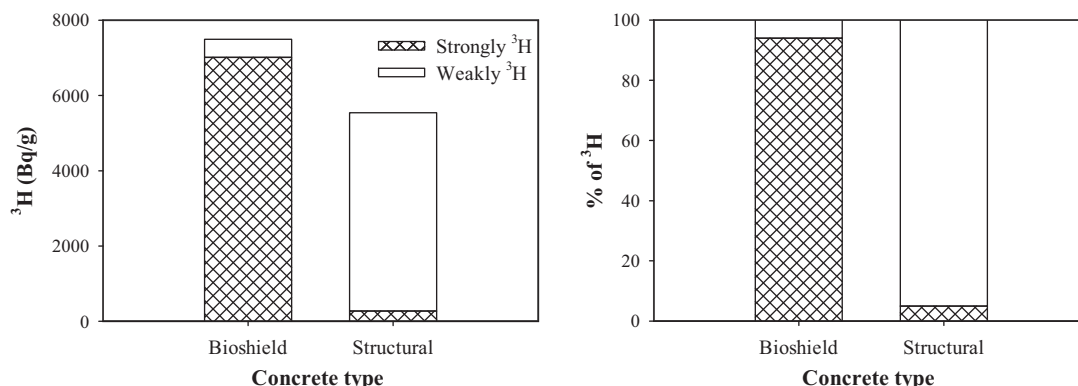 8000
6000
4000
2000
0
³H (Bq/g)
Strongly ³H
Weakly ³H
Bioshield Structural
Concrete type
100
80
60
40
20
0
% of ³H
Bioshield Structural
Concrete type